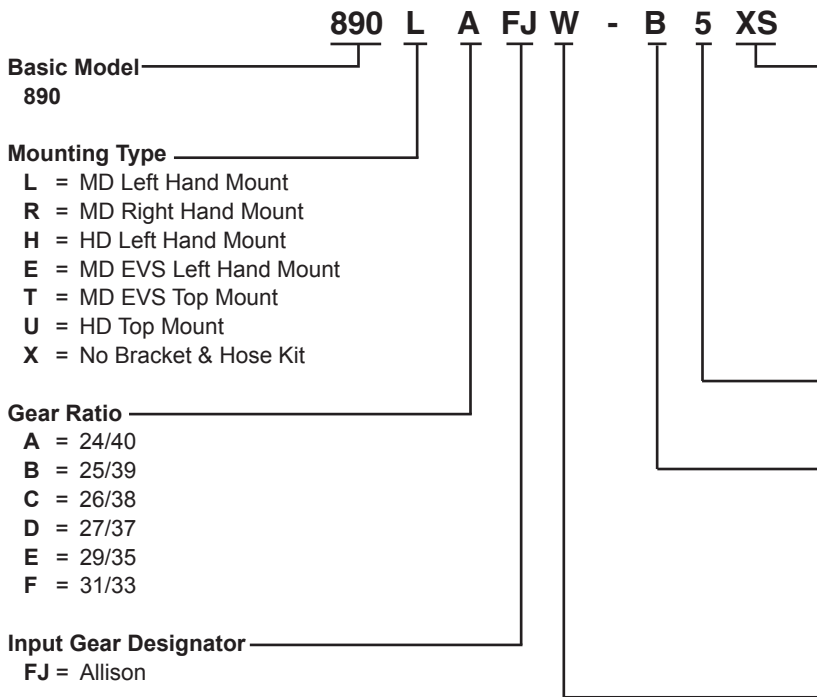 890 L A FJ W - B 5 XS
Basic Model
890
Mounting Type
L = MD Left Hand Mount
R = MD Right Hand Mount
H = HD Left Hand Mount
E = MD EVS Left Hand Mount
T = MD EVS Top Mount
U = HD Top Mount
X = No Bracket & Hose Kit
Gear Ratio
A = 24/40
B = 25/39
C = 26/38
D = 27/37
E = 29/35
F = 31/33
Input Gear Designator
FJ = Allison